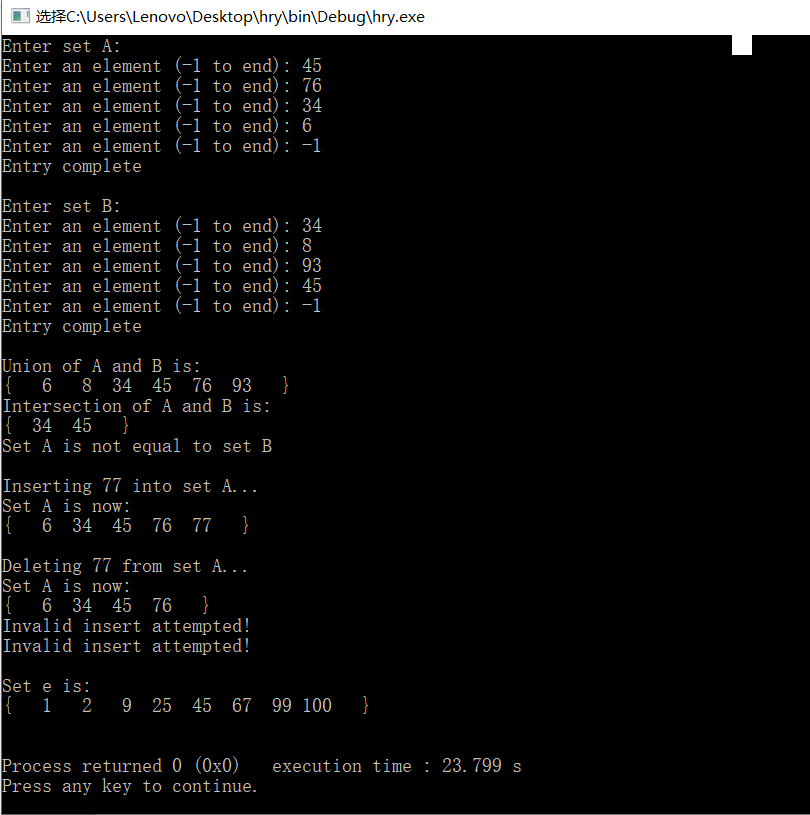 选择C:\Users\Lenovo\Desktop\hry\bin\Debug\hry.exe
Enter set A:
Enter an element (-1 to end): 45
Enter an element (-1 to end): 76
Enter an element (-1 to end): 34
Enter an element (-1 to end): 6
Enter an element (-1 to end): -1
Entry complete
Enter set B:
Enter an element (-1 to end): 34
Enter an element (-1 to end): 8
Enter an element (-1 to end): 93
Enter an element (-1 to end): 45
Enter an element (-1 to end): -1
Entry complete
Union of A and B is:
{   6   8  34  45  76  93   }
Intersection of A and B is:
{  34  45   }
Set A is not equal to set B
Inserting 77 into set A...
Set A is now:
{   6  34  45  76  77   }
Deleting 77 from set A...
Set A is now:
{   6  34  45  76   }
Invalid insert attempted!
Invalid insert attempted!
Set e is:
{   1   2   9  25  45  67  99 100   }
Process returned 0 (0x0)   execution time : 23.799 s
Press any key to continue.